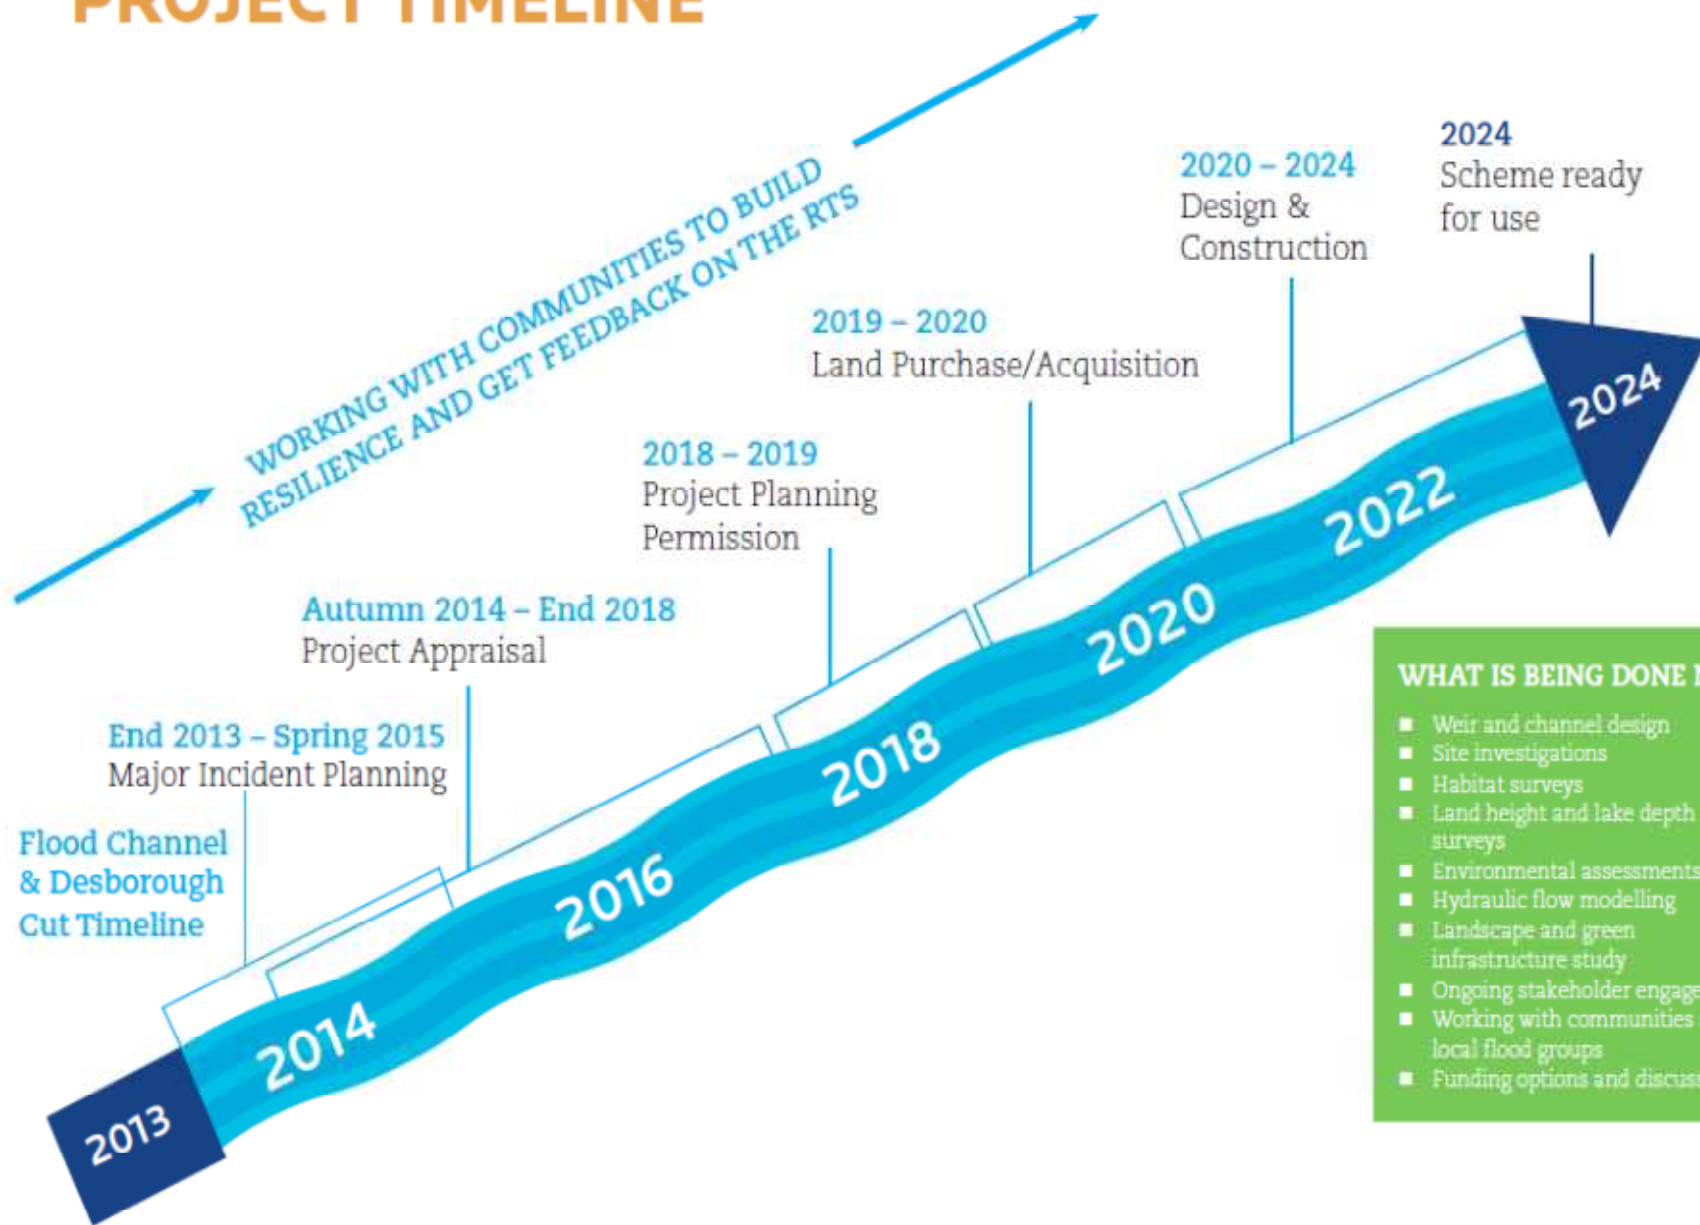 PROJECT TIMELINE
WORKING WITH COMMUNITIES TO BUILD
RESILIENCE AND GET FEEDBACK ON THE RTS
2024
Scheme ready
for use
2020 – 2024
Design &
Construction
2019 – 2020
Land Purchase/Acquisition
2018 – 2019
Project Planning
Permission
Autumn 2014 – End 2018
Project Appraisal
End 2013 – Spring 2015
Major Incident Planning
Flood Channel
& Desborough
Cut Timeline
2013
2014
2016
2018
2020
2022
2024
WHAT IS BEING DONE
Weir and channel design
Site investigations
Habitat surveys
Land height and lake depth
surveys
Environmental assessments
Hydraulic flow modelling
Landscape and green
infrastructure study
Ongoing stakeholder engage
Working with communities
local flood groups
Funding options and discuss